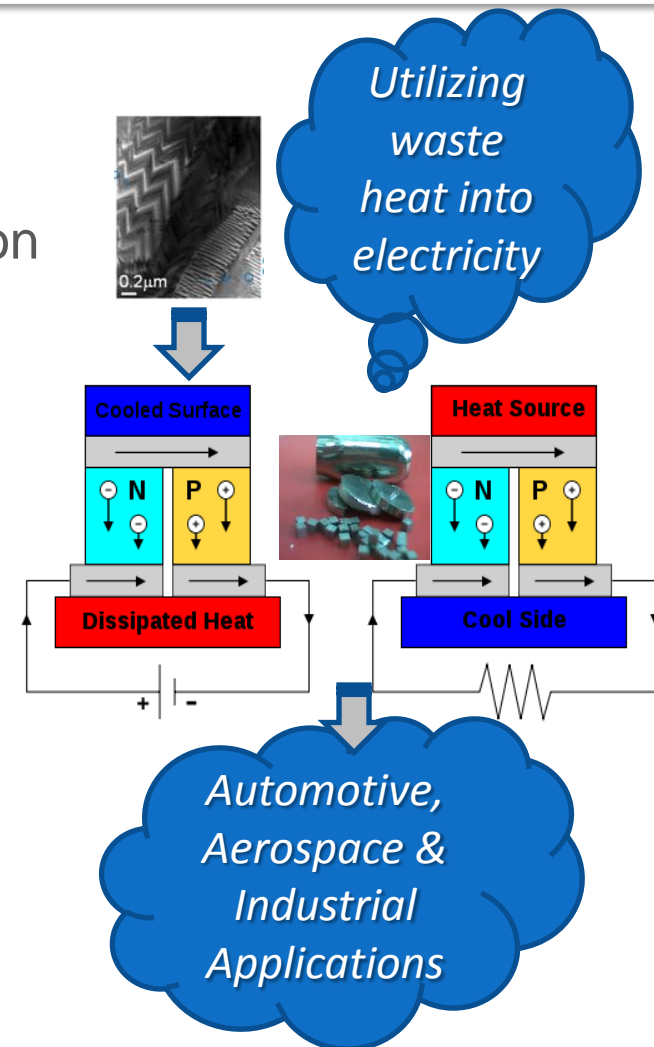 Utilizing
waste
heat into
electricity
on
0.2μm
Cooled Surface
N P
Dissipated Heat
+ -
Heat Source
N P
Cool Side
Automotive,
Aerospace &
Industrial
Applications